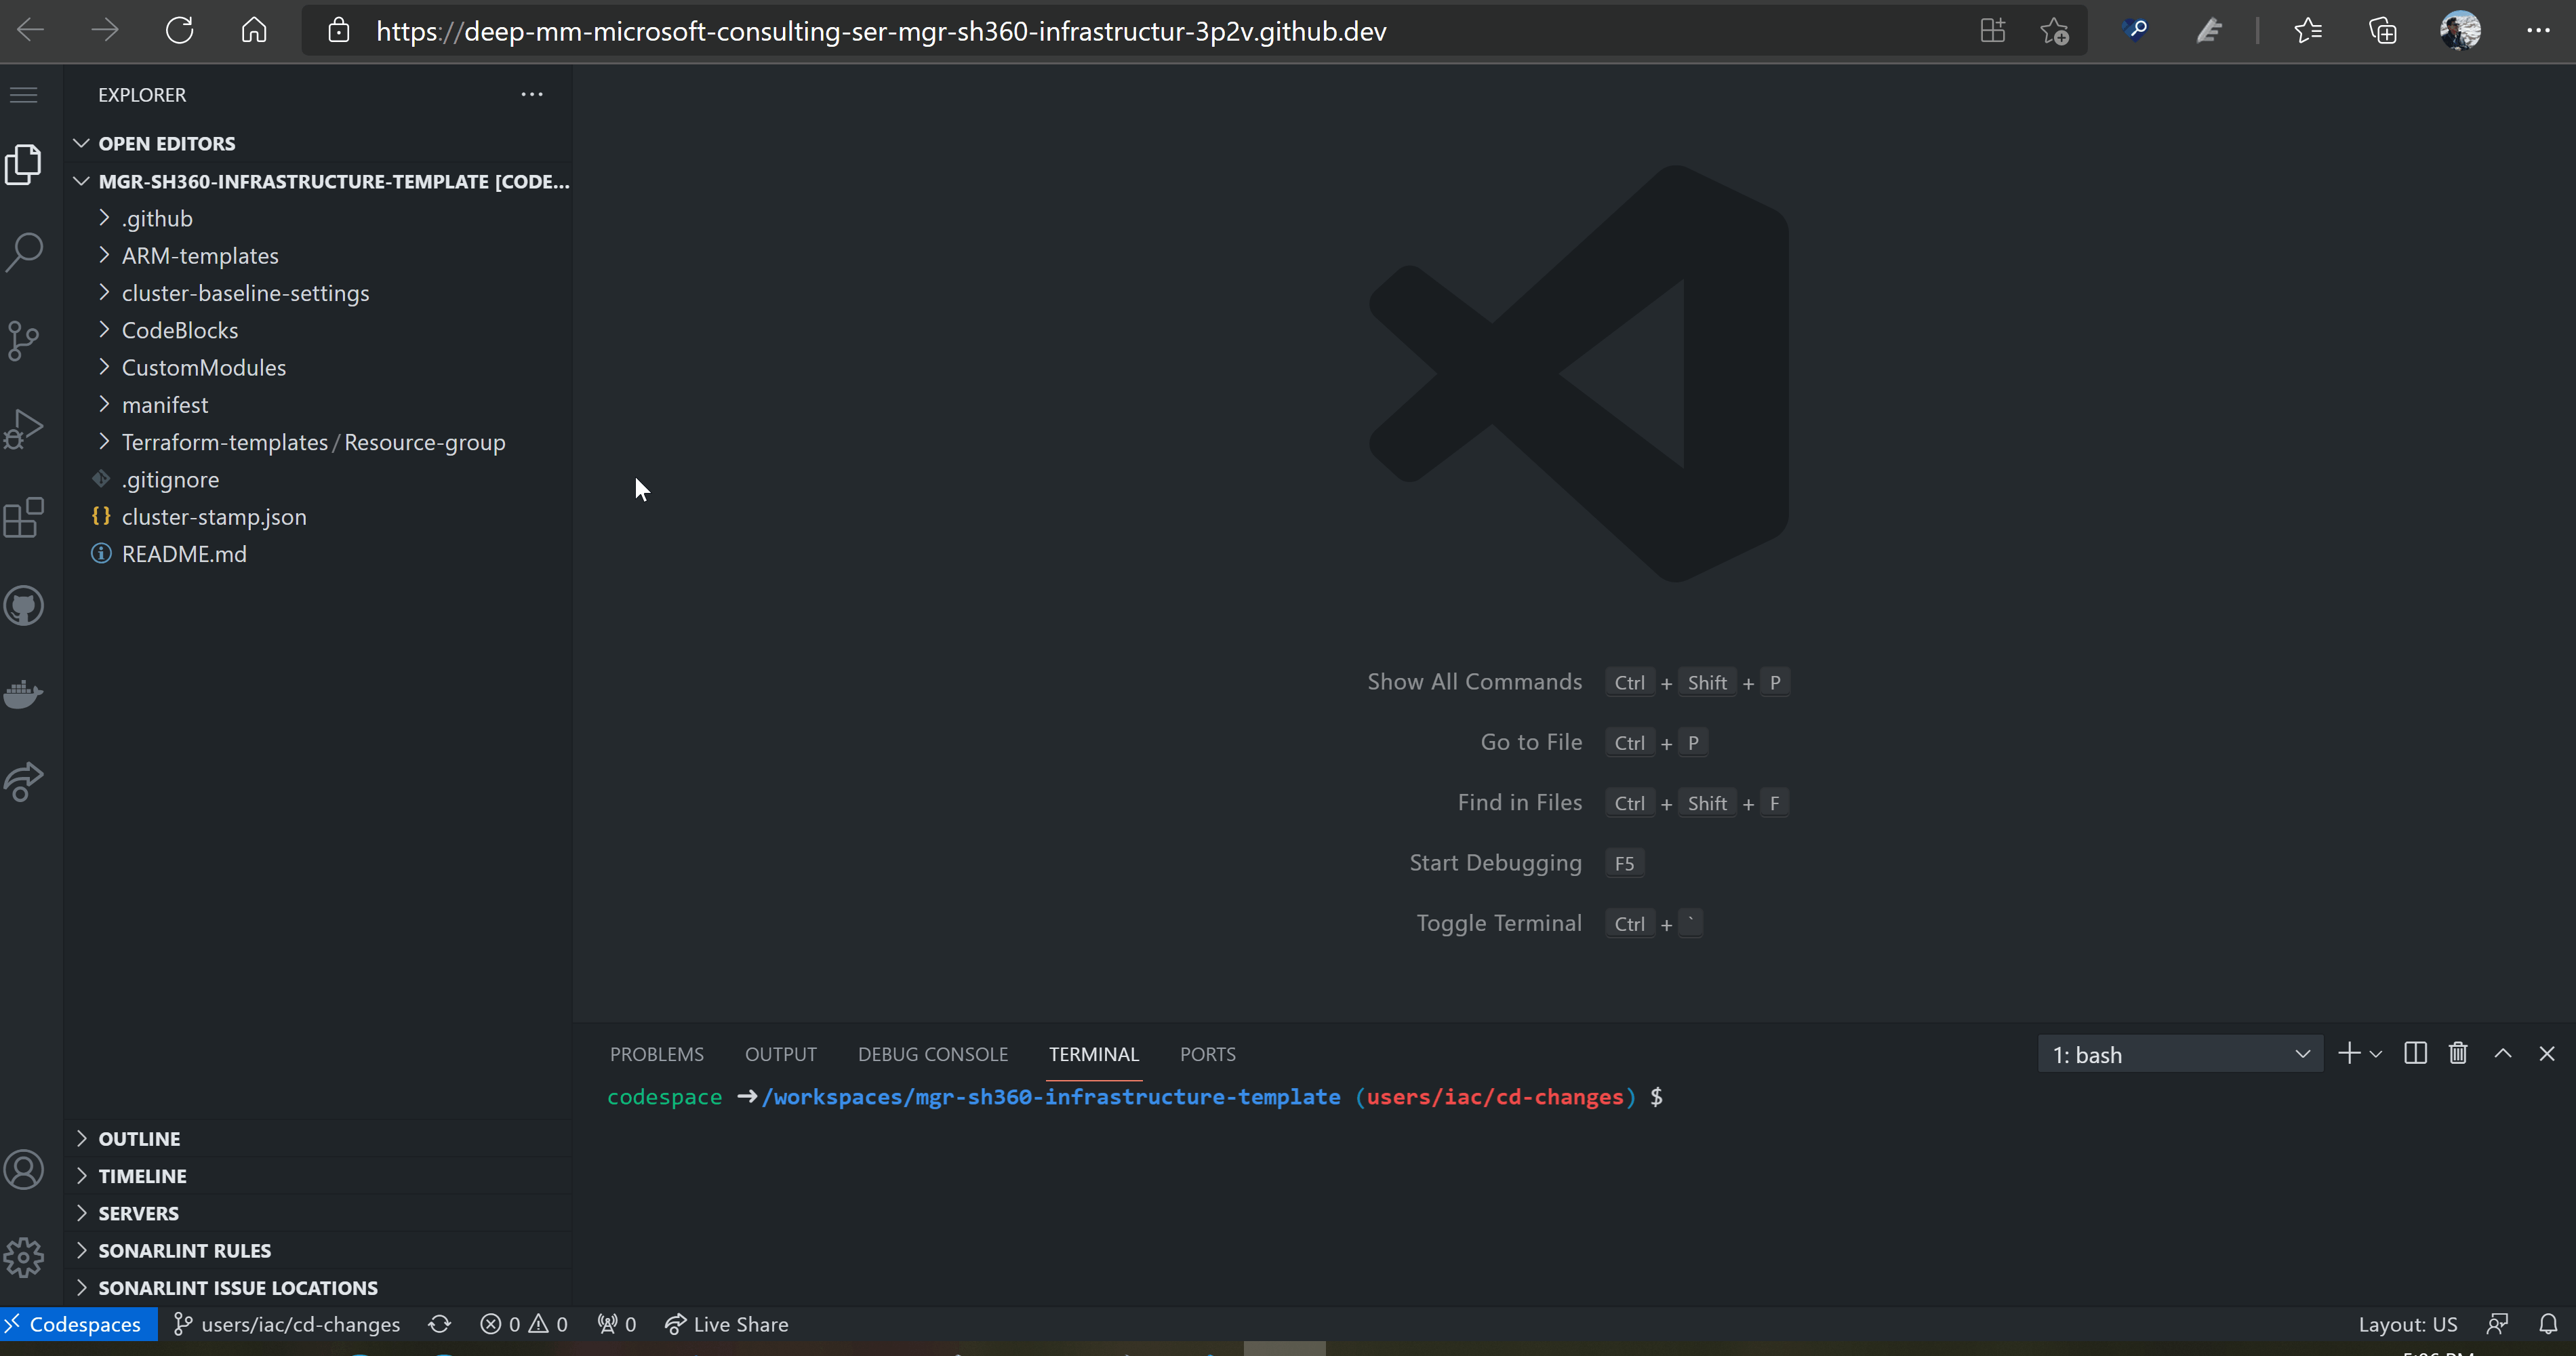 https://deep-mm-microsoft-consulting-ser-mgr-sh360-infrastructur-3p2v.github.dev
EXPLORER
OPEN EDITORS
MGR-SH360-INFRASTRUCTURE-TEMPLATE [CODE...
.github
ARM-templates
cluster-baseline-settings
CodeBlocks
CustomModules
manifest
Terraform-templates / Resource-group
.gitignore
{} cluster-stamp.json
README.md
Show All Commands Ctrl + Shift + P
Go to File Ctrl + P
Find in Files Ctrl + Shift + F
Start Debugging F5
Toggle Terminal Ctrl + `
PROBLEMS OUTPUT DEBUG CONSOLE TERMINAL PORTS 1: bash
codespace ➜ /workspaces/mgr-sh360-infrastructure-template (users/iac/cd-changes) $
OUTLINE
TIMELINE
SERVERS
SONARLINT RULES
SONARLINT ISSUE LOCATIONS
Codespaces users/iac/cd-changes 0 0 0 Live Share Layout: US